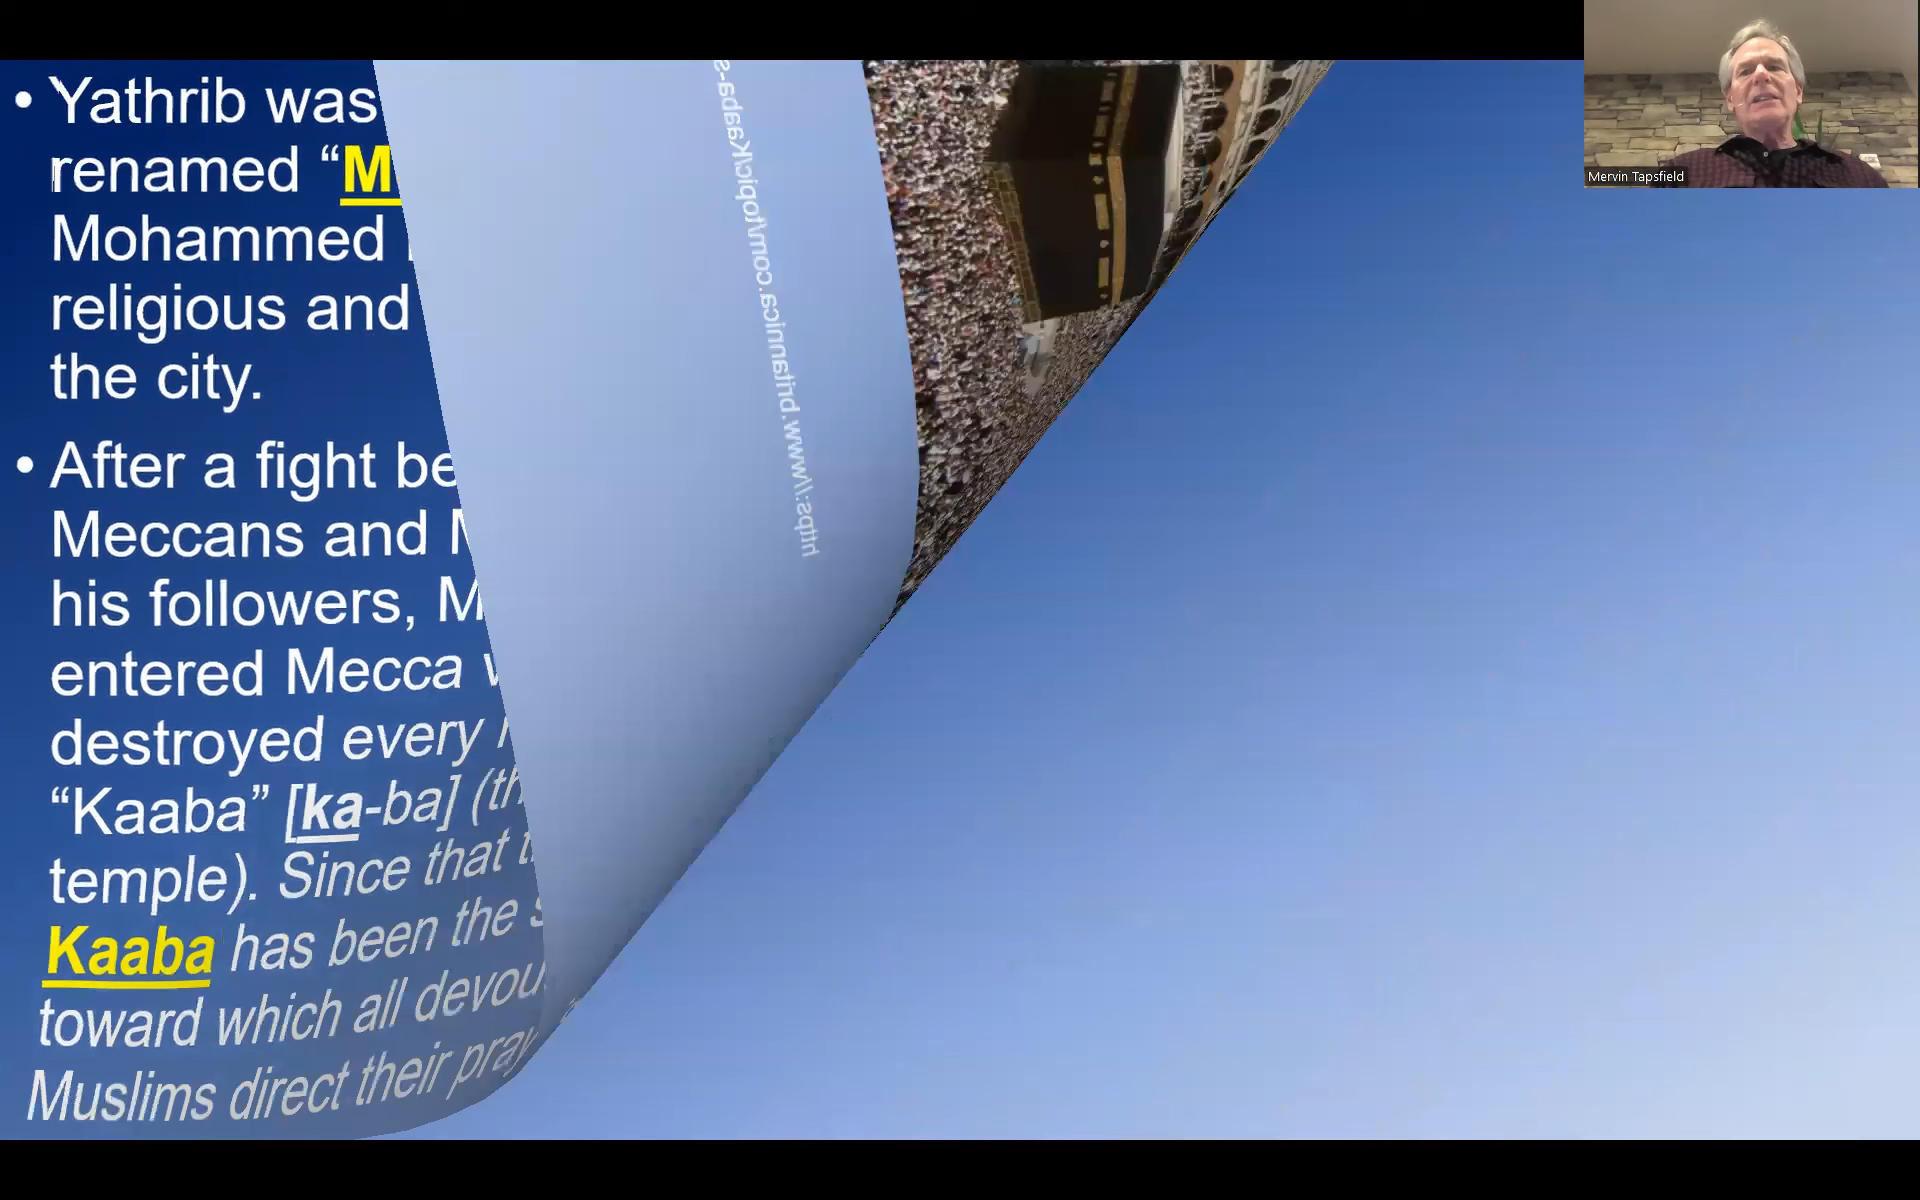 • Yathrib was
renamed “M
Mohammed
religious and
the city.
• After a fight be
Meccans and M
his followers, M
entered Mecca
destroyed every
“Kaaba” [ka-ba] (th
temple). Since that t
Kaaba has been the s
toward which all devou
Muslims direct their pray
https://www.britannica.com/topic/Kaaba-s
Mervin Tapsfield